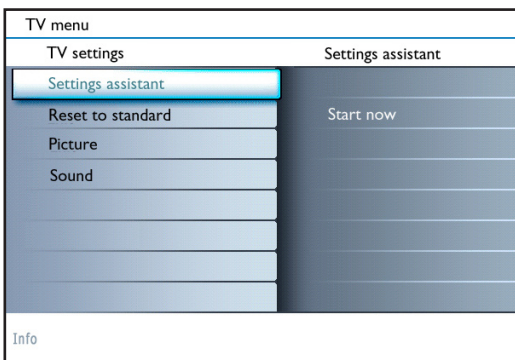 TV menu
TV settings
Settings assistant
Settings assistant
Reset to standard
Start now
Picture
Sound
Info